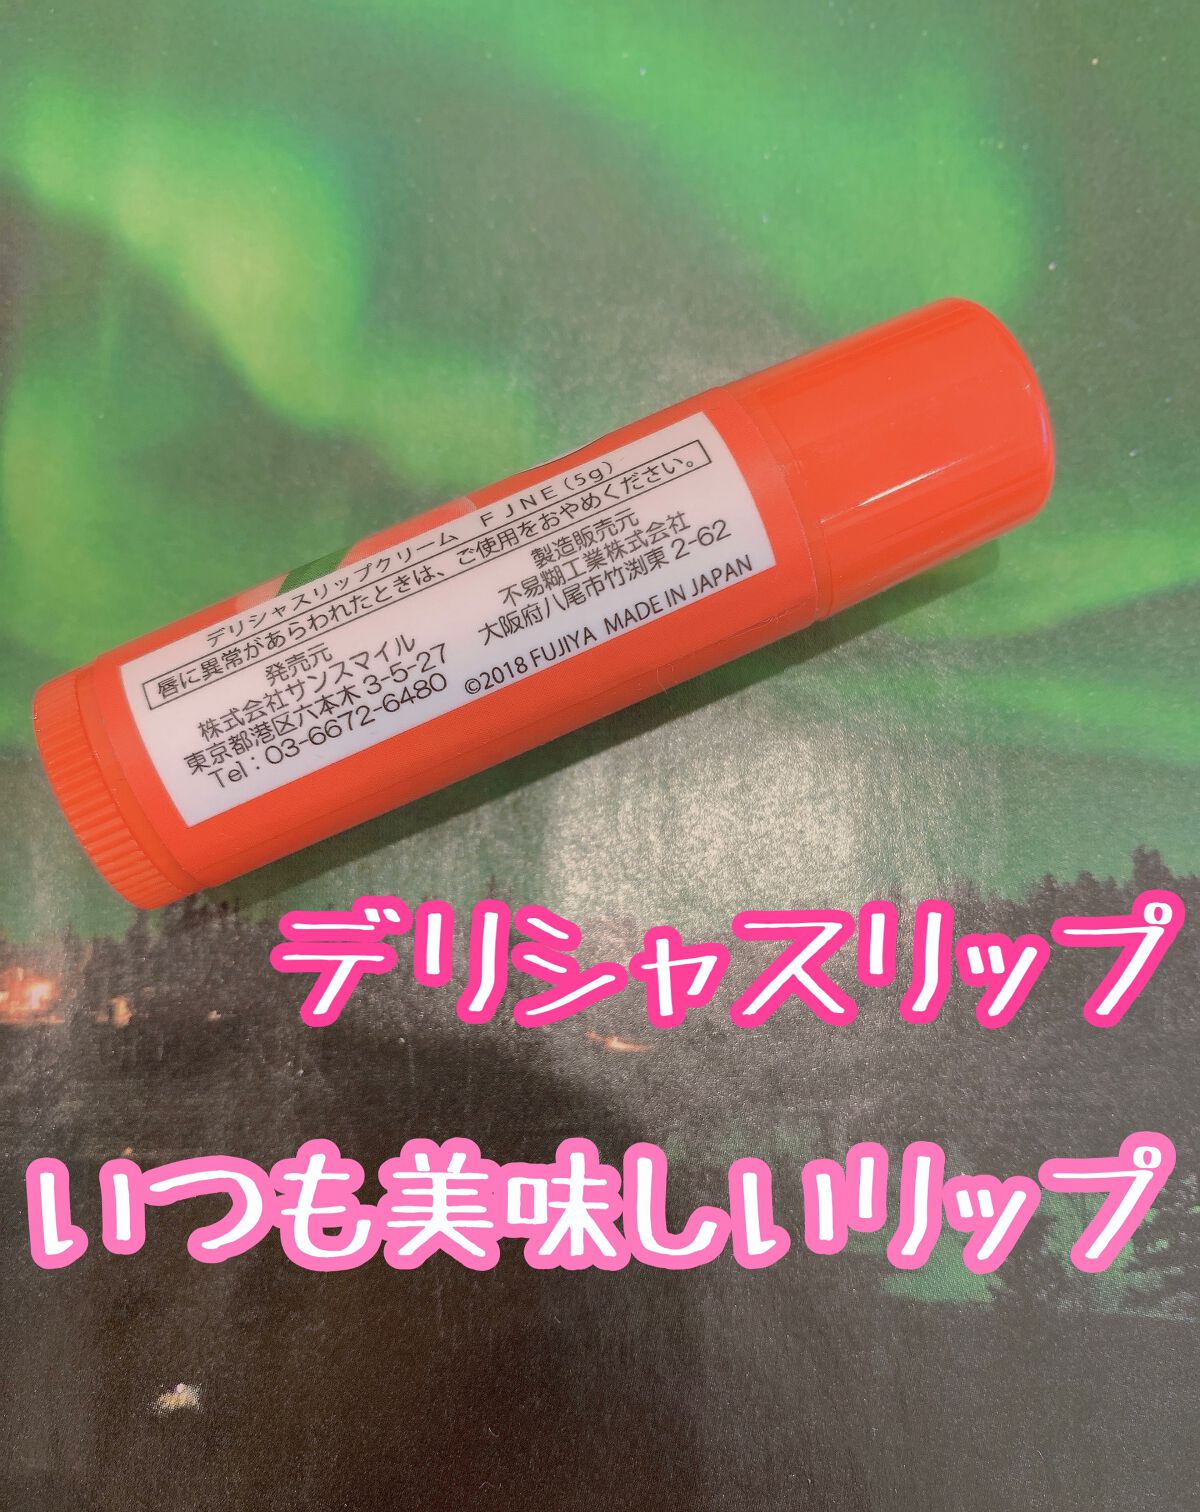 デリシャスリップクリーム FJNE(5g)
唇に異常があらわれたときは、ご使用をおやめください。
発売元
株式会社サンスマイル
東京都港区六本木 3-5-27
Tel : 03-6672-6480
製造販売元
不易糊工業株式会社
大阪府八尾市竹渕東 2-62
©2018 FUJIYA MADE IN JAPAN
デリシャスリップ
いつも美味しいリップ